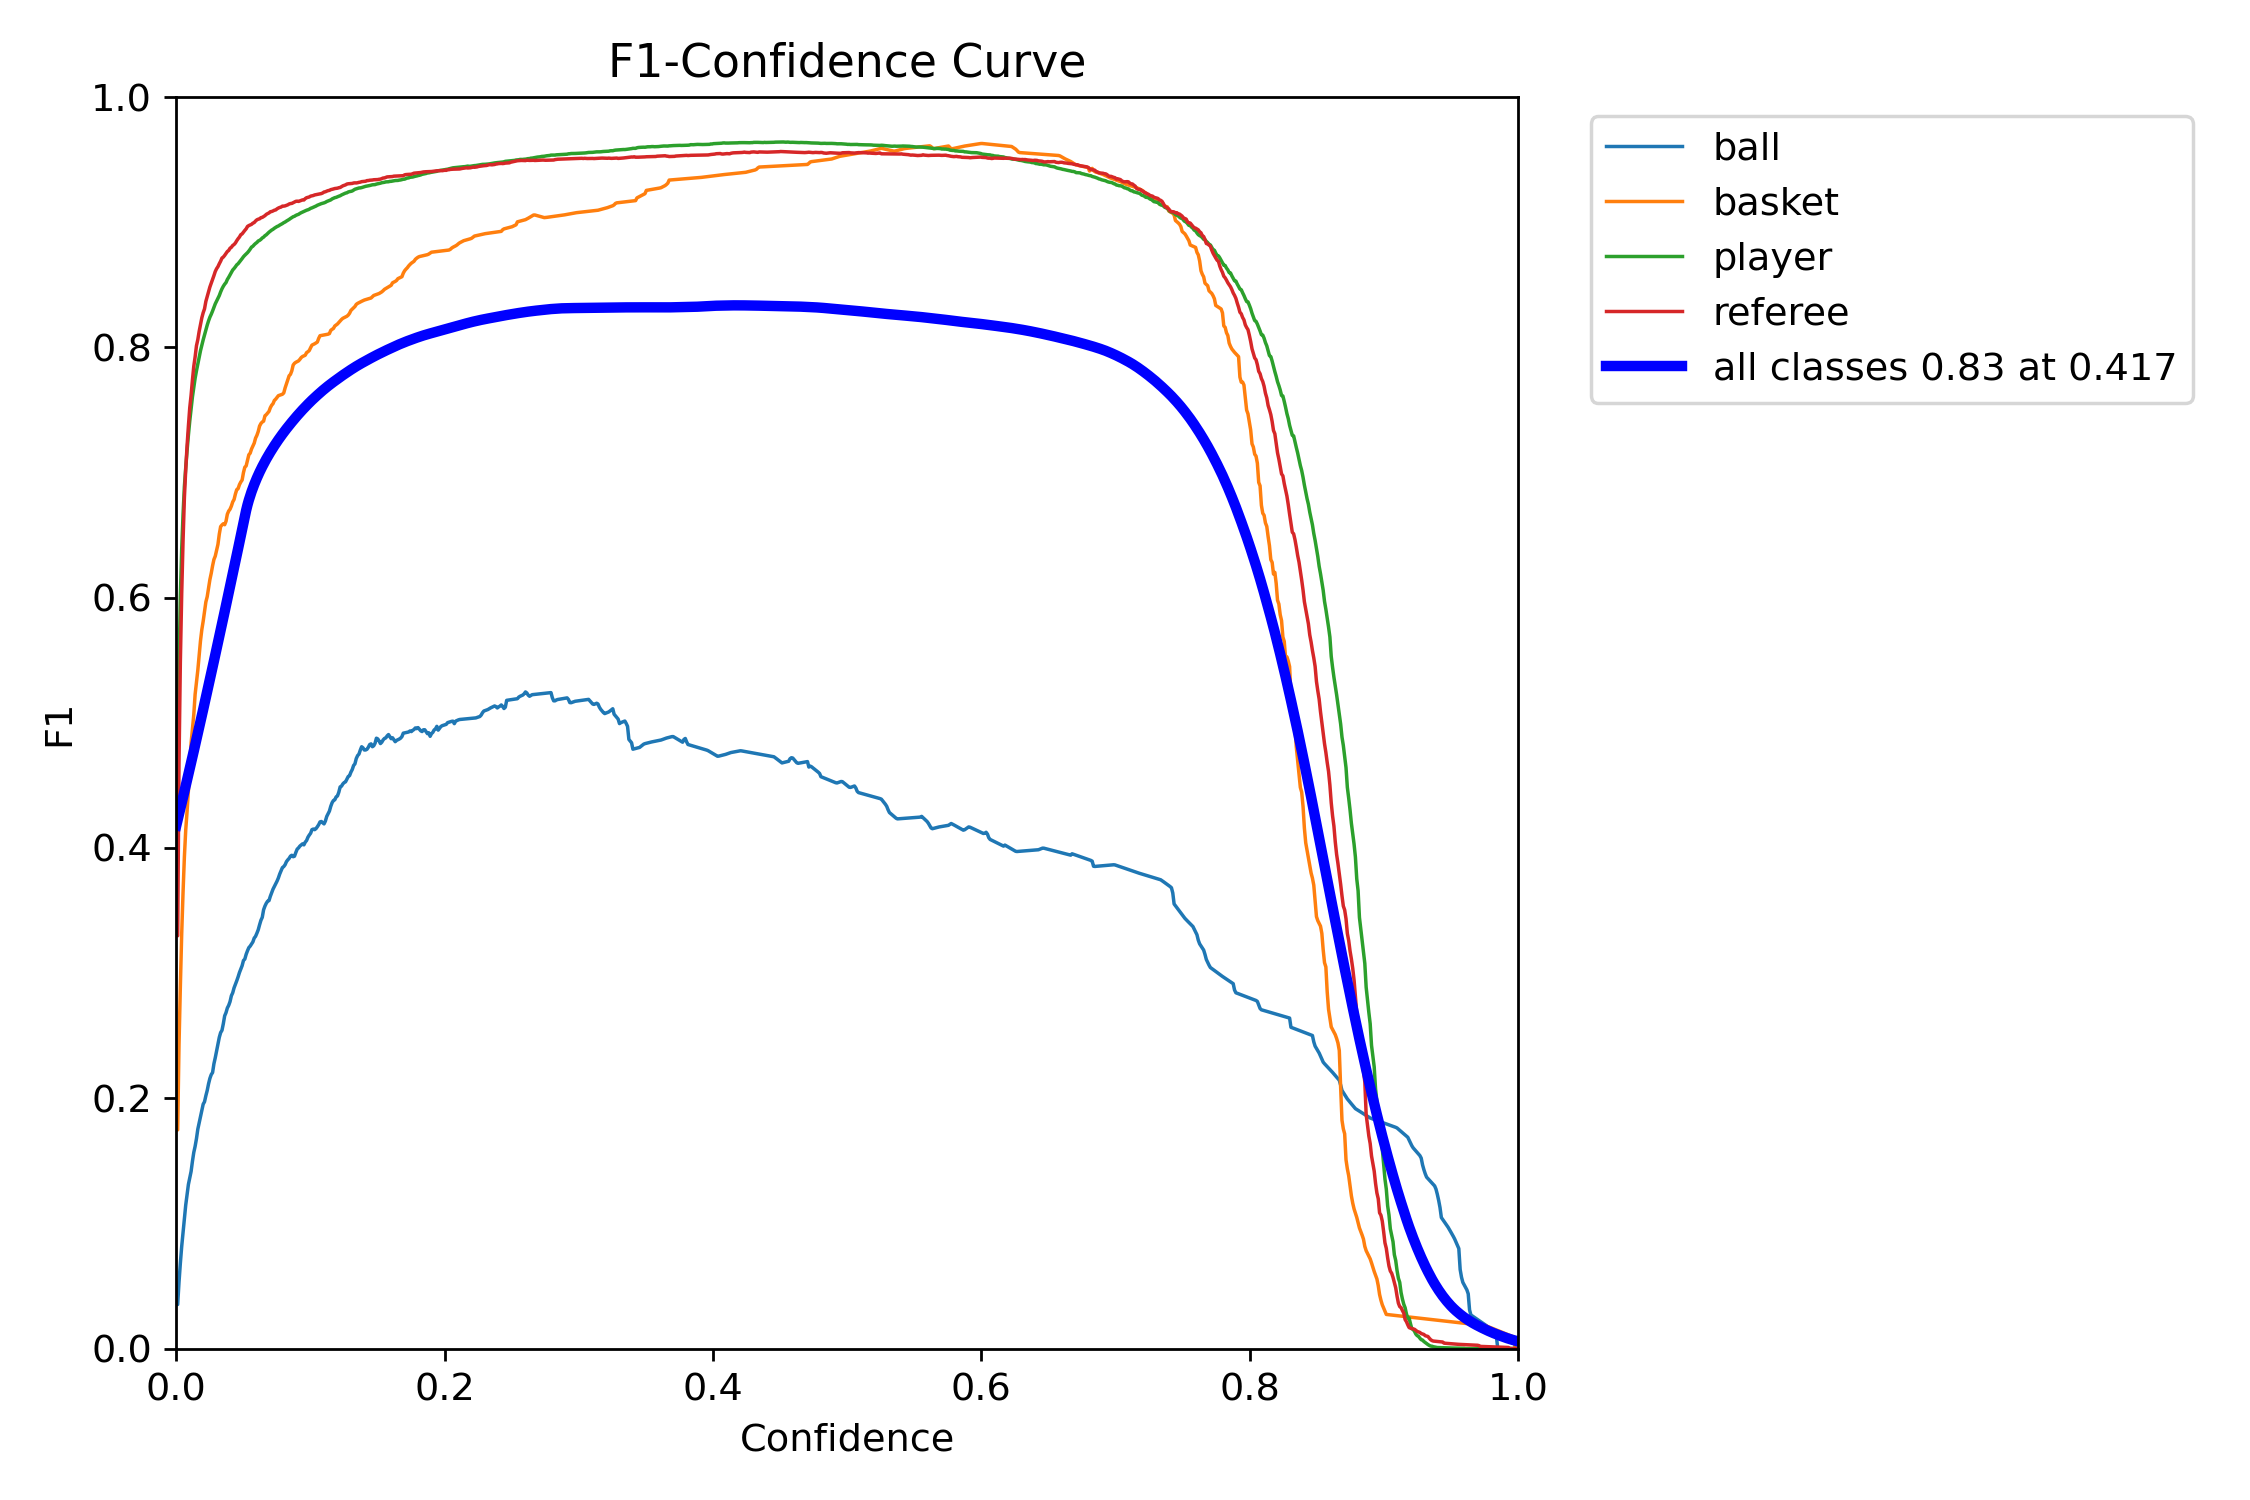 F1-Confidence Curve
1.0
0.8
0.6
0.4
0.2
0.0
F1
0.0 0.2 0.4 0.6 0.8 1.0
Confidence
ball
basket
player
referee
all classes 0.83 at 0.417